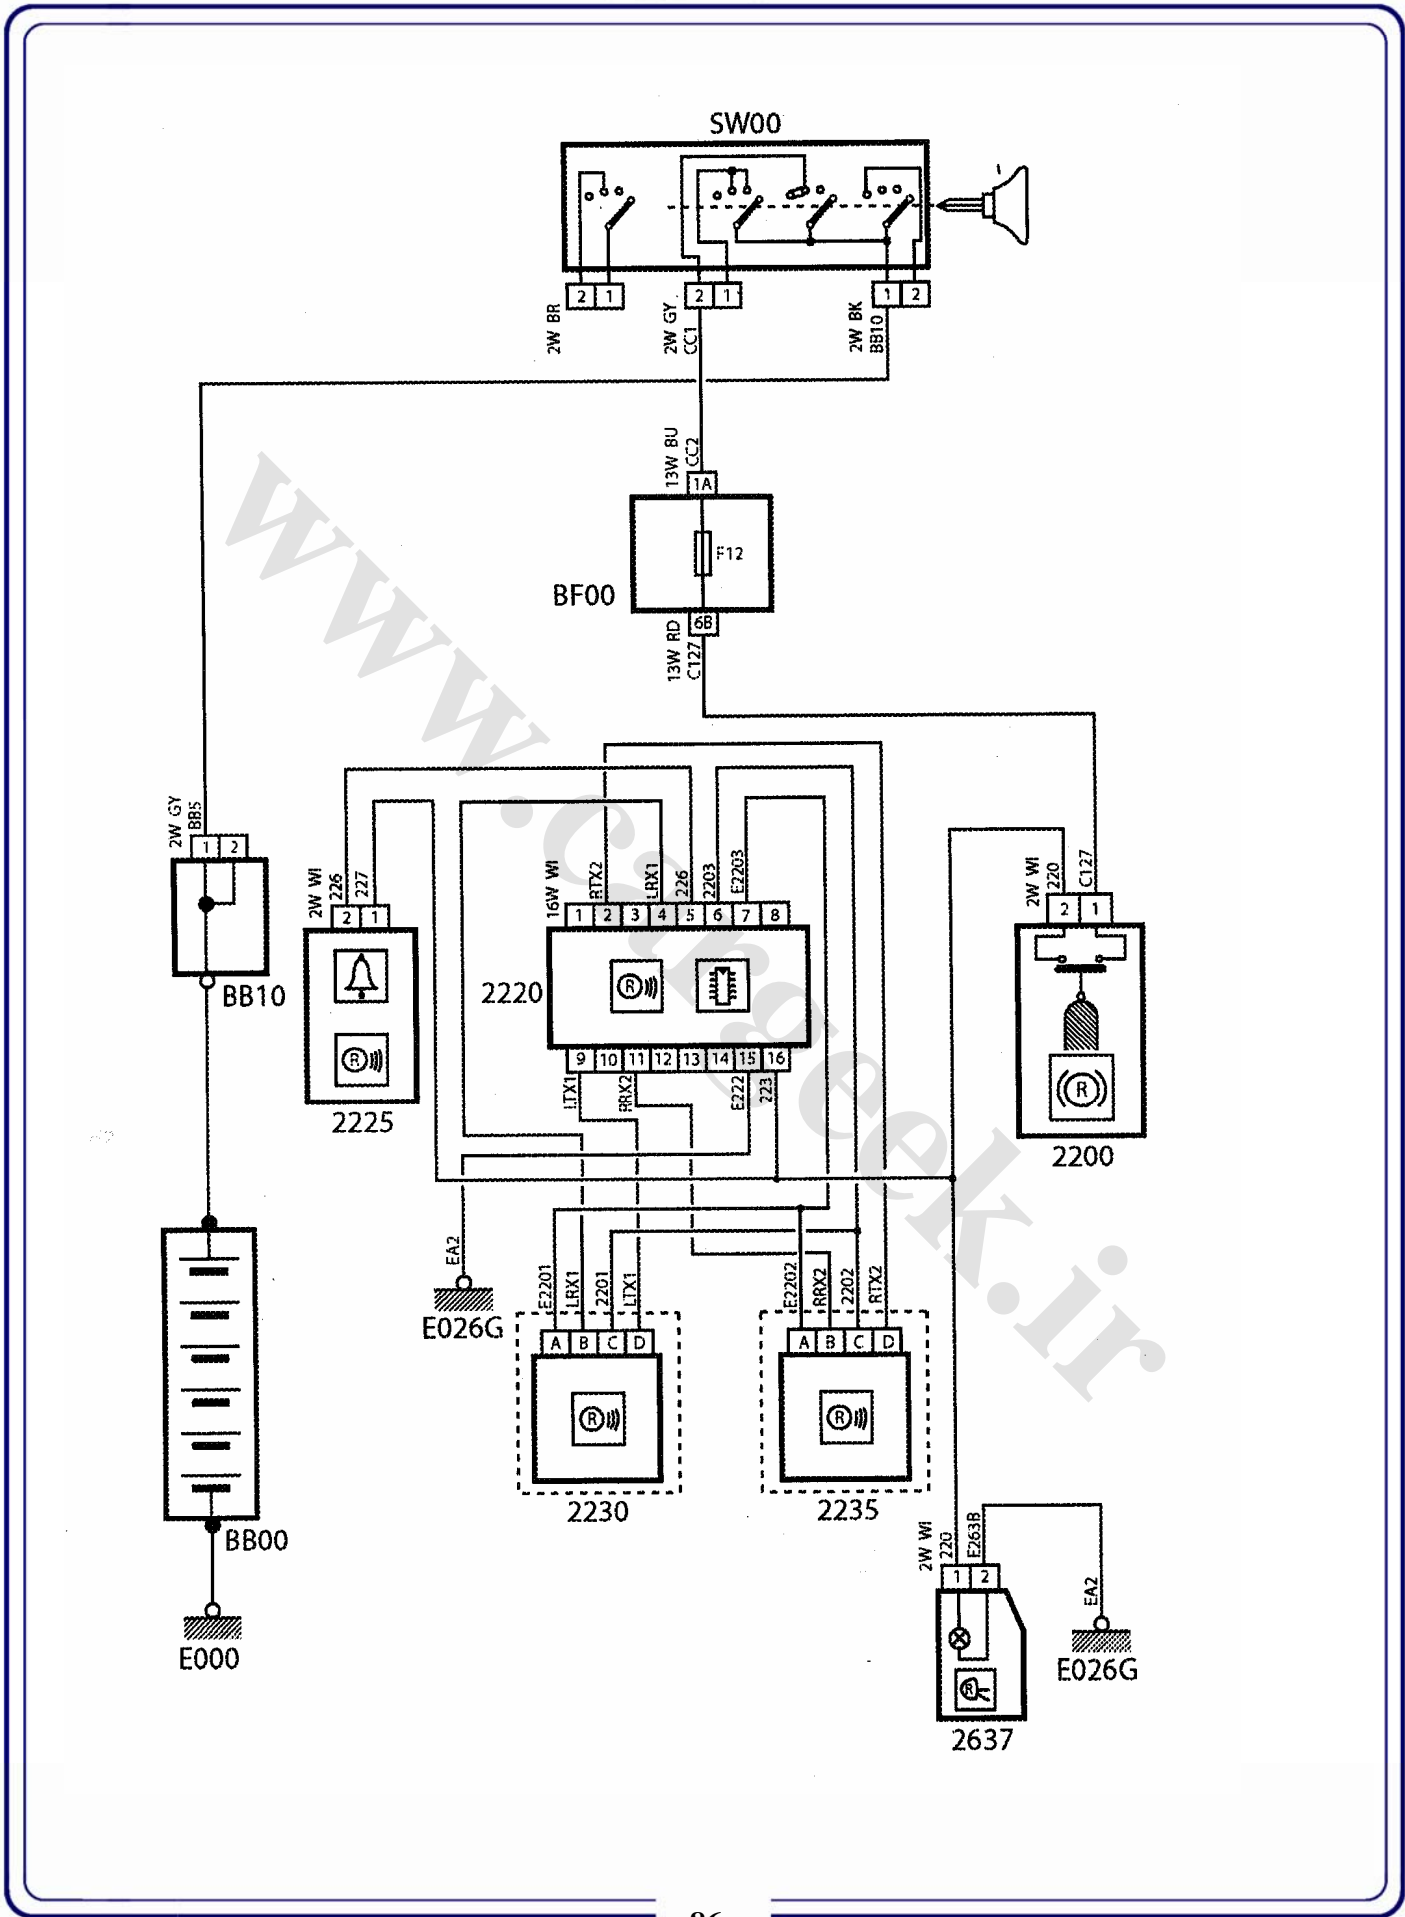 SW00
2 1
2 1
1 2
2W BR
2W GY
CC1
2W BK
BB10
13W BU
CC2
1A
F12
BF00
6B
13W RD
C127
www.cargeek.ir
2W GY
BB5
1 2
BB10
2W WI
226
227
2 1
2225
16W WI
RTX2
LRX1
226
2203
E2203
1 2 3 4 5 6 7 8
2220
9 10 11 12 13 14 15 16
LTX1
RRX2
E222
223
R
R
2W WI
220
C127
2 1
R
2200
EA2
E026G
E2201
LRX1
2201
LTX1
A B C D
R
2230
E2202
RRX2
2202
RTX2
A B C D
R
2235
BB00
E000
2W WI
220
E263B
1 2
R
2637
EA2
E026G